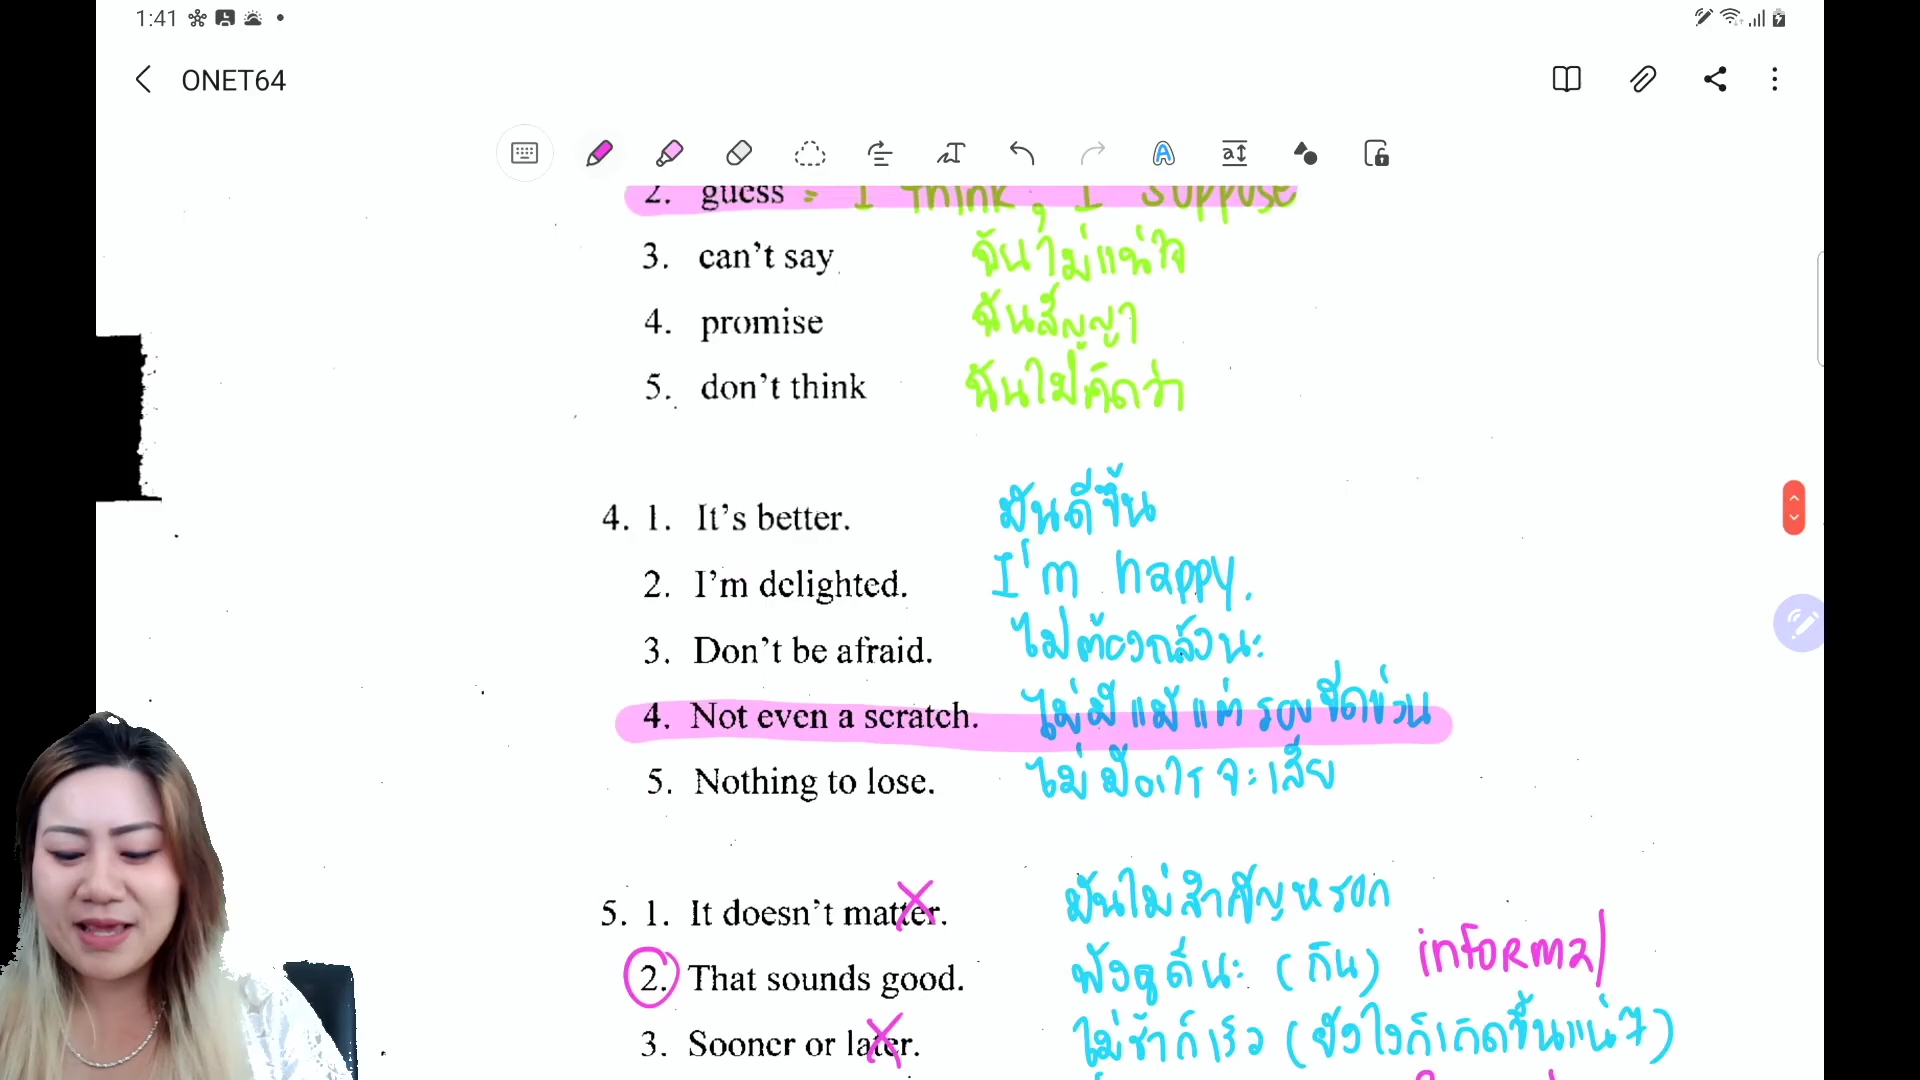 1:41
ONET64
2. guess = I think, I suppose
3. can't say ฉันไม่แน่ใจ
4. promise ฉันสัญญา
5. don't think ฉันไม่คิดว่า
4. 1. It's better. มันดีขึ้น
2. I'm delighted. I'm happy.
3. Don't be afraid. ไม่ต้องกลัวนะ
4. Not even a scratch. ไม่มีแม้แต่รอยขีดข่วน
5. Nothing to lose. ไม่มีอะไรจะเสีย
5. 1. It doesn't matter. มันไม่สำคัญหรอก
2. That sounds good. ฟังดูดีนะ (กิน) informal
3. Sooner or later. ไม่ช้าก็เร็ว (ยังไงก็เกิดขึ้นแน่ๆ)